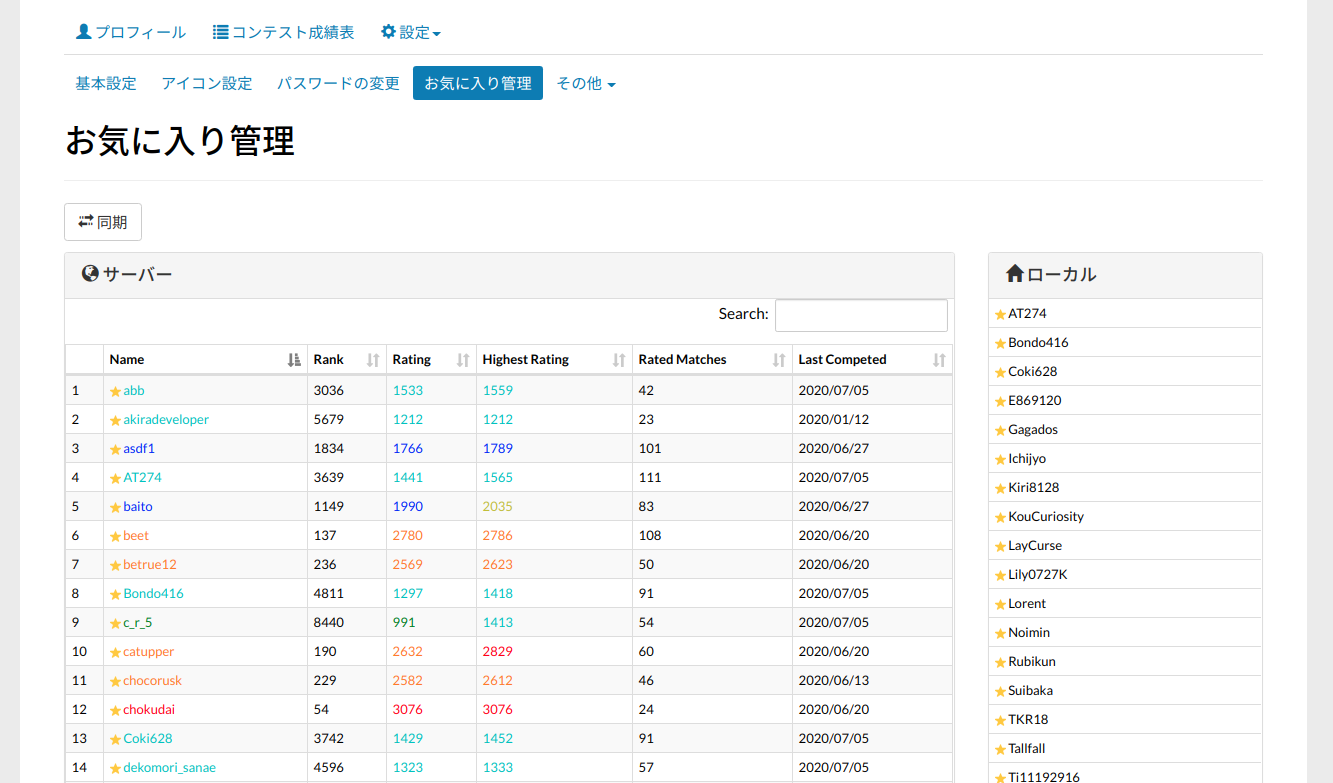 プロフィール コンテスト成績表 設定
基本設定 アイコン設定 パスワードの変更 お気に入り管理 その他
お気に入り管理
同期
サーバー
Search:
Name Rank Rating Highest Rating Rated Matches Last Competed
1 abb 3036 1533 1559 42 2020/07/05
2 akiradeveloper 5679 1212 1212 23 2020/01/12
3 asdf1 1834 1766 1789 101 2020/06/27
4 AT274 3639 1441 1565 111 2020/07/05
5 baito 1149 1990 2035 83 2020/06/27
6 beet 137 2780 2786 108 2020/06/20
7 betrue12 236 2569 2623 50 2020/06/20
8 Bondo416 4811 1297 1418 91 2020/07/05
9 c_r_5 8440 991 1413 54 2020/07/05
10 catupper 190 2632 2829 60 2020/06/20
11 chocorusk 229 2582 2612 46 2020/06/13
12 chokudai 54 3076 3076 24 2020/06/20
13 Coki628 3742 1429 1452 91 2020/07/05
14 dekomori_sanae 4596 1323 1333 57 2020/07/05
ローカル
AT274
Bondo416
Coki628
E869120
Gagados
Ichijyo
Kiri8128
KouCuriosity
LayCurse
Lily0727K
Lorent
Noimin
Rubikun
Suibaka
TKR18
Tallfall
Ti11192916